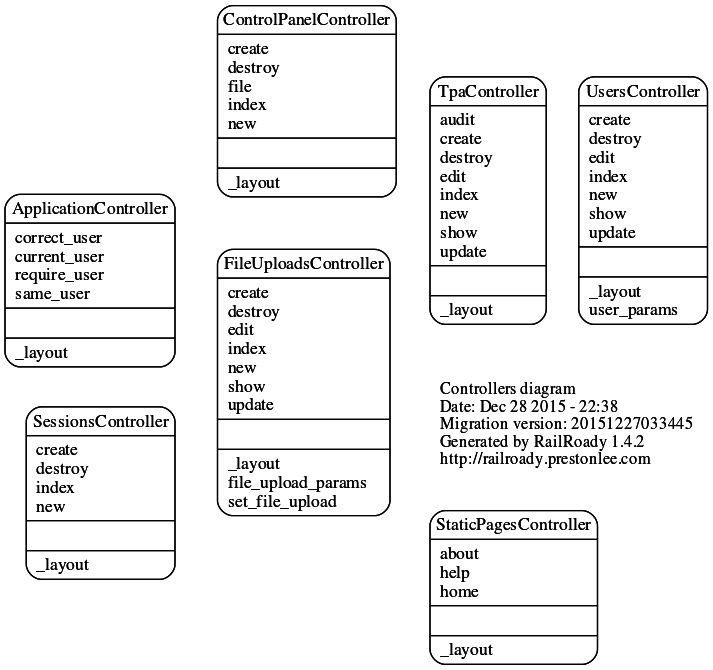 ControlPanelController
create
destroy
file
index
new
_layout
TpaController
audit
create
destroy
edit
index
new
show
update
_layout
UsersController
create
destroy
edit
index
new
show
update
_layout
user_params
ApplicationController
correct_user
current_user
require_user
same_user
_layout
FileUploadsController
create
destroy
edit
index
new
show
update
_layout
file_upload_params
set_file_upload
SessionsController
create
destroy
index
new
_layout
Controllers diagram
Date: Dec 28 2015 - 22:38
Migration version: 20151227033445
Generated by RailRoady 1.4.2
http://railroady.prestonlee.com
StaticPagesController
about
help
home
_layout